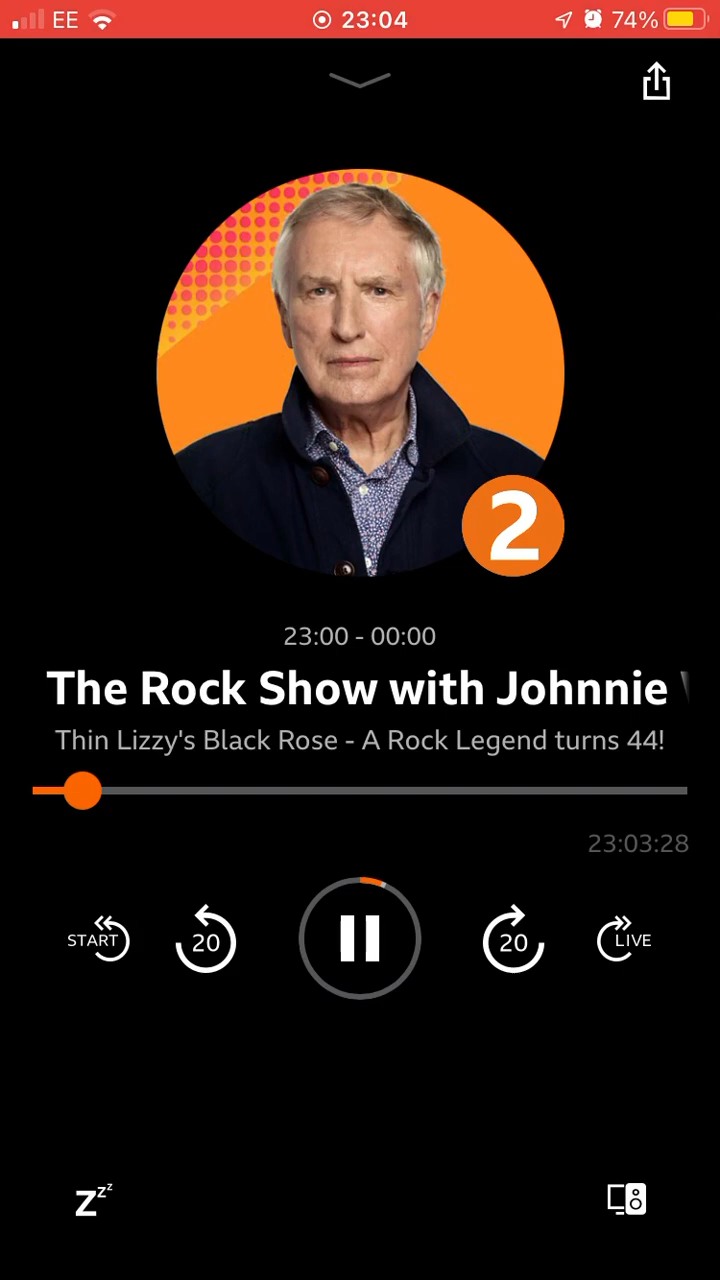 EE 23:04 74%
2
23:00 - 00:00
The Rock Show with Johnnie
Thin Lizzy's Black Rose - A Rock Legend turns 44!
23:03:28
START 20 20 LIVE
zzz